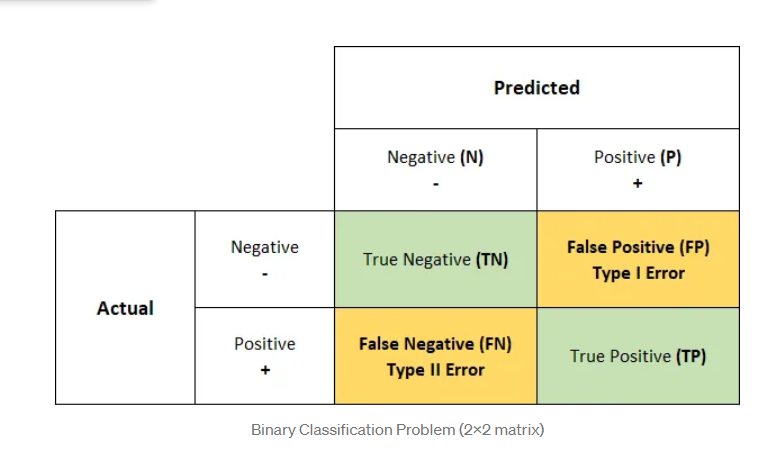 Predicted
Negative (N)
-
Positive (P)
+
Actual
Negative
-
True Negative (TN)
False Positive (FP)
Type I Error
Positive
+
False Negative (FN)
Type II Error
True Positive (TP)
Binary Classification Problem (2×2 matrix)